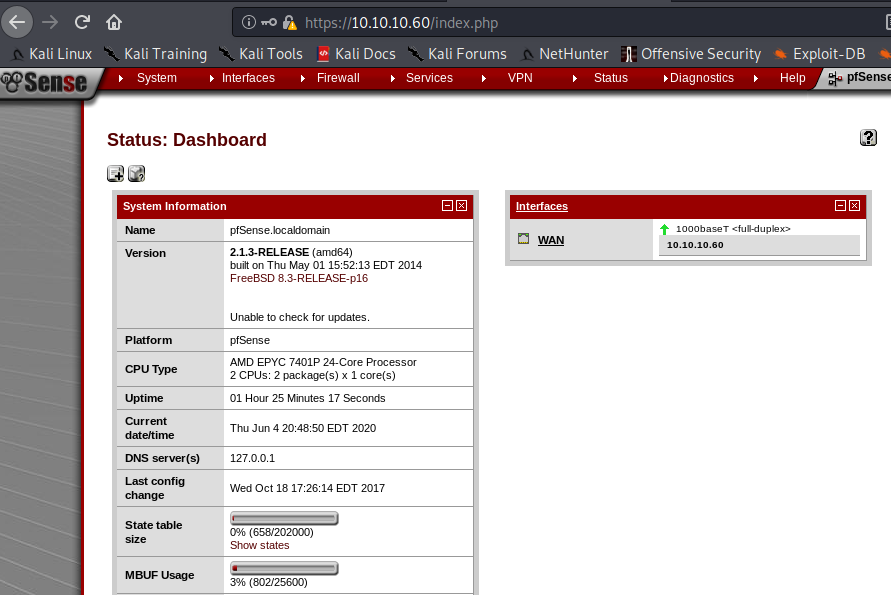 https://10.10.10.60/index.php
Kali Linux Kali Training Kali Tools Kali Docs Kali Forums NetHunter Offensive Security Exploit-DB
Sense System Interfaces Firewall Services VPN Status Diagnostics Help pfSense
Status: Dashboard
System Information
Name pfSense.localdomain
Version 2.1.3-RELEASE (amd64)
built on Thu May 01 15:52:13 EDT 2014
FreeBSD 8.3-RELEASE-p16
Unable to check for updates.
Platform pfSense
CPU Type AMD EPYC 7401P 24-Core Processor
2 CPUs: 2 package(s) x 1 core(s)
Uptime 01 Hour 25 Minutes 17 Seconds
Current
date/time Thu Jun 4 20:48:50 EDT 2020
DNS server(s) 127.0.0.1
Last config
change Wed Oct 18 17:26:14 EDT 2017
State table
size 0% (658/202000)
Show states
MBUF Usage
3% (802/25600)
Interfaces
WAN 1000baseT <full-duplex>
10.10.10.60